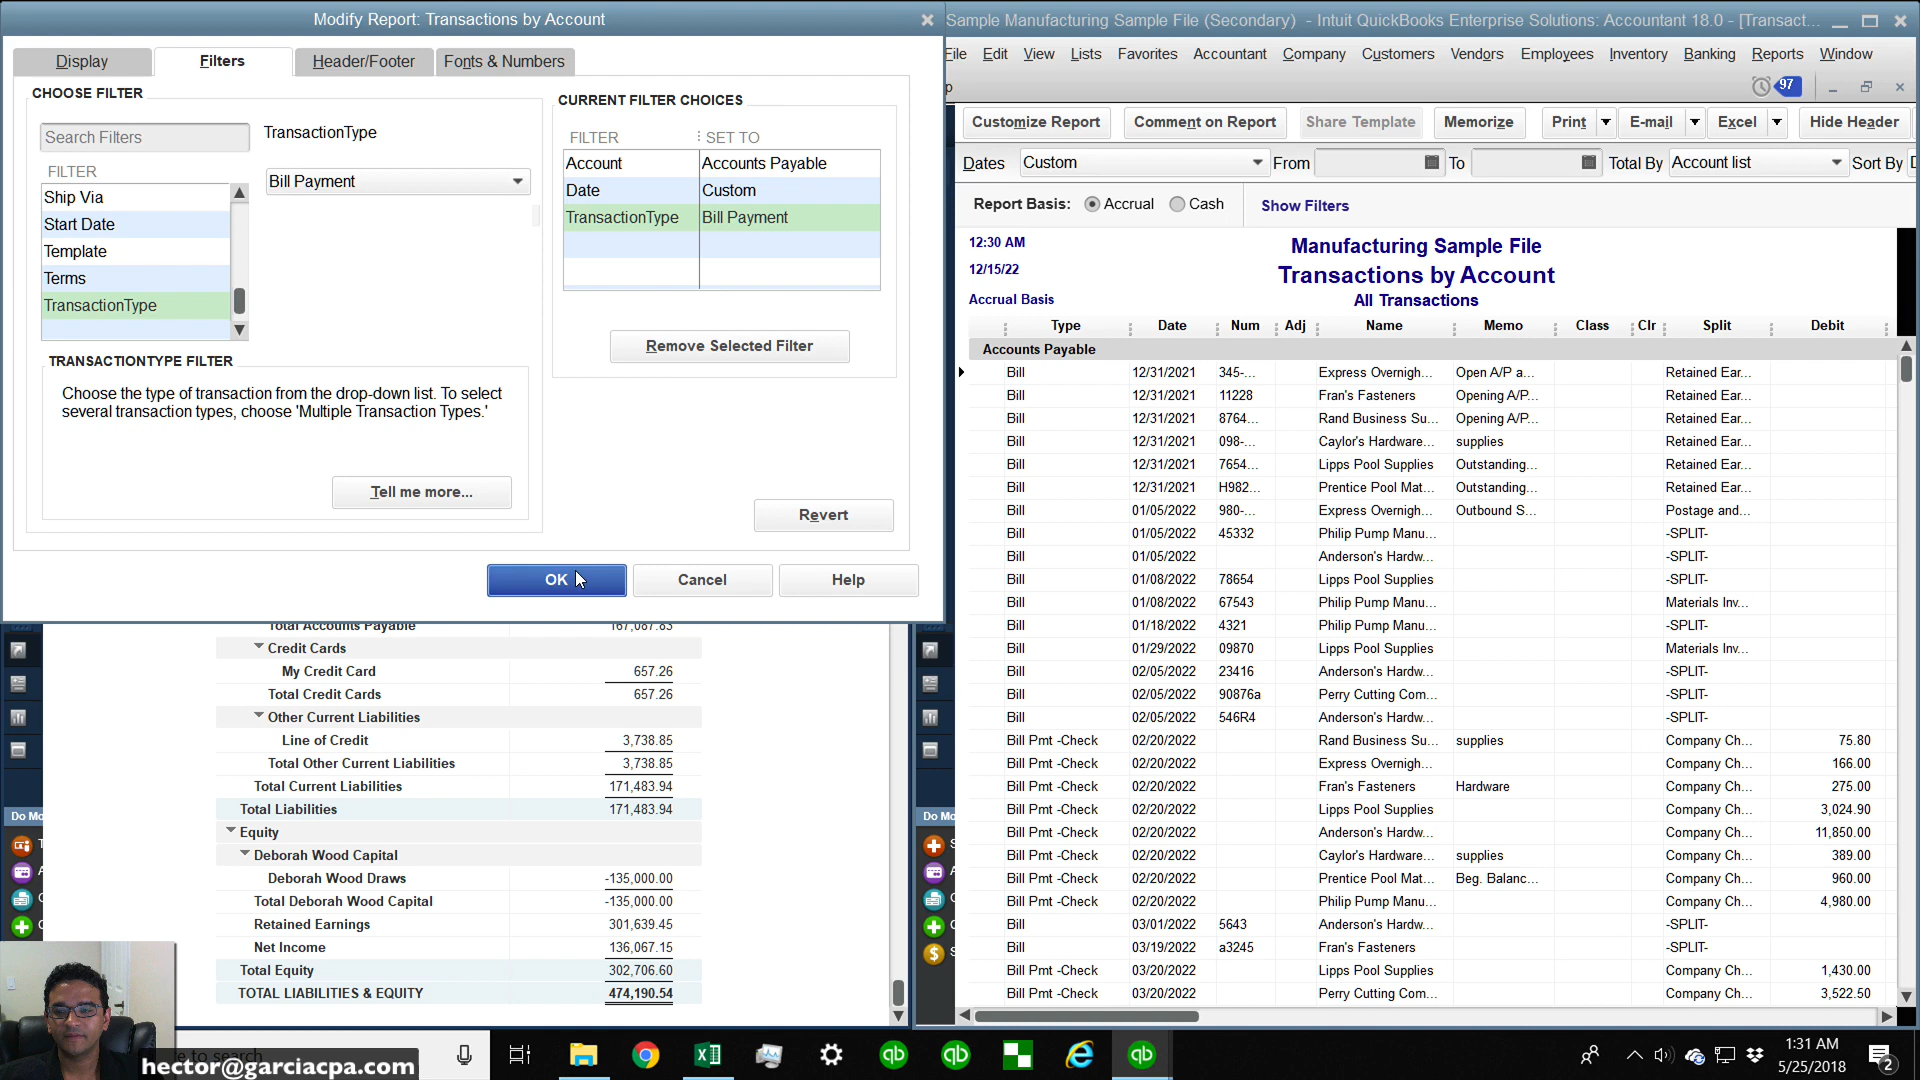 Modify Report: Transactions by Account
Display
Filters
Header/Footer
Fonts & Numbers
CHOOSE FILTER
Search Filters
TransactionType
FILTER
Bill Payment
Ship Via
Start Date
Template
Terms
TransactionType
TRANSACTIONTYPE FILTER
Choose the type of transaction from the drop-down list. To select
several transaction types, choose 'Multiple Transaction Types.'
Tell me more...
CURRENT FILTER CHOICES
FILTER SET TO
Account Accounts Payable
Date Custom
TransactionType Bill Payment
Remove Selected Filter
Revert
OK
Cancel
Help
Total Accounts Payable 167,087.83
Credit Cards
My Credit Card 657.26
Total Credit Cards 657.26
Other Current Liabilities
Line of Credit 3,738.85
Total Other Current Liabilities 3,738.85
Total Current Liabilities 171,483.94
Total Liabilities 171,483.94
Equity
Deborah Wood Capital
Deborah Wood Draws -135,000.00
Total Deborah Wood Capital -135,000.00
Retained Earnings 301,639.45
Net Income 136,067.15
Total Equity 302,706.60
TOTAL LIABILITIES & EQUITY 474,190.54
Do Mo
Sample Manufacturing Sample File (Secondary) - Intuit QuickBooks Enterprise Solutions: Accountant 18.0 - [Transact...
File Edit View Lists Favorites Accountant Company Customers Vendors Employees Inventory Banking Reports Window
97
Customize Report
Comment on Report
Share Template
Memorize
Print
E-mail
Excel
Hide Header
Dates Custom From To Total By Account list Sort By D
Report Basis: Accrual Cash Show Filters
12:30 AM
12/15/22
Accrual Basis
Manufacturing Sample File
Transactions by Account
All Transactions
Type Date Num Adj Name Memo Class Clr Split Debit
Accounts Payable
Bill 12/31/2021 345-... Express Overnigh... Open A/P a... Retained Ear...
Bill 12/31/2021 11228 Fran's Fasteners Opening A/P... Retained Ear...
Bill 12/31/2021 8764... Rand Business Su... Opening A/P... Retained Ear...
Bill 12/31/2021 098-... Caylor's Hardware... supplies Retained Ear...
Bill 12/31/2021 7654... Lipps Pool Supplies Outstanding... Retained Ear...
Bill 12/31/2021 H982... Prentice Pool Mat... Outstanding... Retained Ear...
Bill 01/05/2022 980-... Express Overnigh... Outbound S... Postage and...
Bill 01/05/2022 45332 Philip Pump Manu... -SPLIT-
Bill 01/05/2022 Anderson's Hardw... -SPLIT-
Bill 01/08/2022 78654 Lipps Pool Supplies -SPLIT-
Bill 01/08/2022 67543 Philip Pump Manu... Materials Inv...
Bill 01/18/2022 4321 Philip Pump Manu... -SPLIT-
Bill 01/29/2022 09870 Lipps Pool Supplies Materials Inv...
Bill 02/05/2022 23416 Anderson's Hardw... -SPLIT-
Bill 02/05/2022 90876a Perry Cutting Com... -SPLIT-
Bill 02/05/2022 546R4 Anderson's Hardw... -SPLIT-
Bill Pmt -Check 02/20/2022 Rand Business Su... supplies Company Ch... 75.80
Bill Pmt -Check 02/20/2022 Express Overnigh... Company Ch... 166.00
Bill Pmt -Check 02/20/2022 Fran's Fasteners Hardware Company Ch... 275.00
Bill Pmt -Check 02/20/2022 Lipps Pool Supplies Company Ch... 3,024.90
Bill Pmt -Check 02/20/2022 Anderson's Hardw... Company Ch... 11,850.00
Bill Pmt -Check 02/20/2022 Caylor's Hardware... supplies Company Ch... 389.00
Bill Pmt -Check 02/20/2022 Prentice Pool Mat... Beg. Balanc... Company Ch... 960.00
Bill Pmt -Check 02/20/2022 Philip Pump Manu... Company Ch... 4,980.00
Bill 03/01/2022 5643 Anderson's Hardw... -SPLIT-
Bill 03/19/2022 a3245 Fran's Fasteners -SPLIT-
Bill Pmt -Check 03/20/2022 Lipps Pool Supplies Company Ch... 1,430.00
Bill Pmt -Check 03/20/2022 Perry Cutting Com... Company Ch... 3,522.50
Do Mo
hector@garciacpa.com
1:31 AM
5/25/2018
2